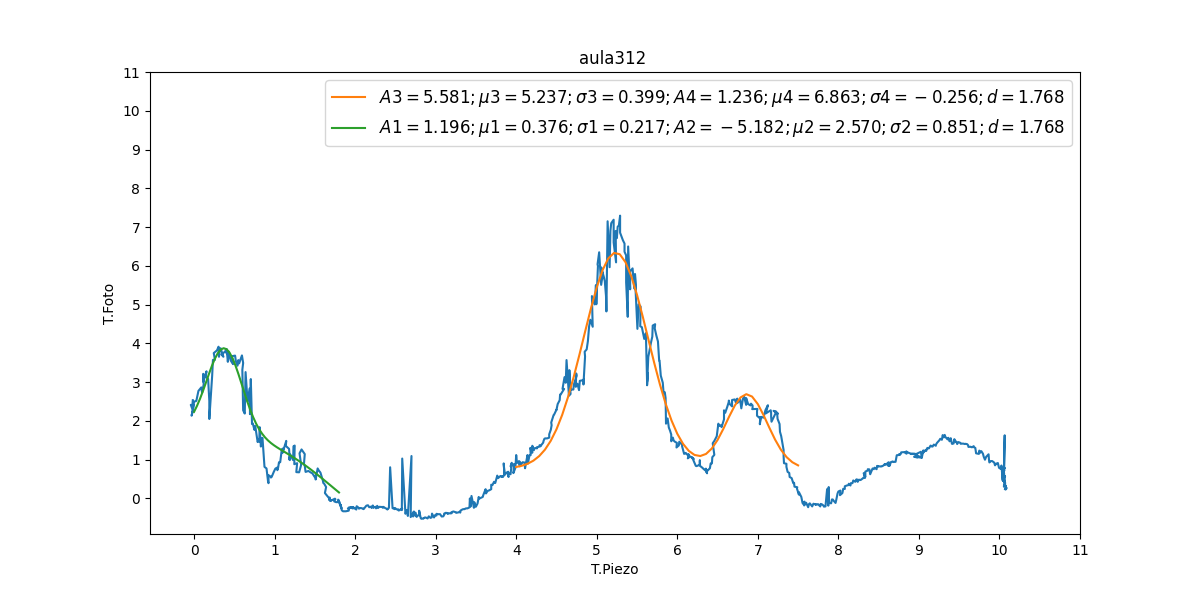 aula312
A3 = 5.581; μ3 = 5.237; σ3 = 0.399; A4 = 1.236; μ4 = 6.863; σ4 = −0.256; d = 1.768
A1 = 1.196; μ1 = 0.376; σ1 = 0.217; A2 = −5.182; μ2 = 2.570; σ2 = 0.851; d = 1.768
11
10
9
8
7
6
5
4
3
2
1
0
T.Foto
0 1 2 3 4 5 6 7 8 9 10 11
T.Piezo